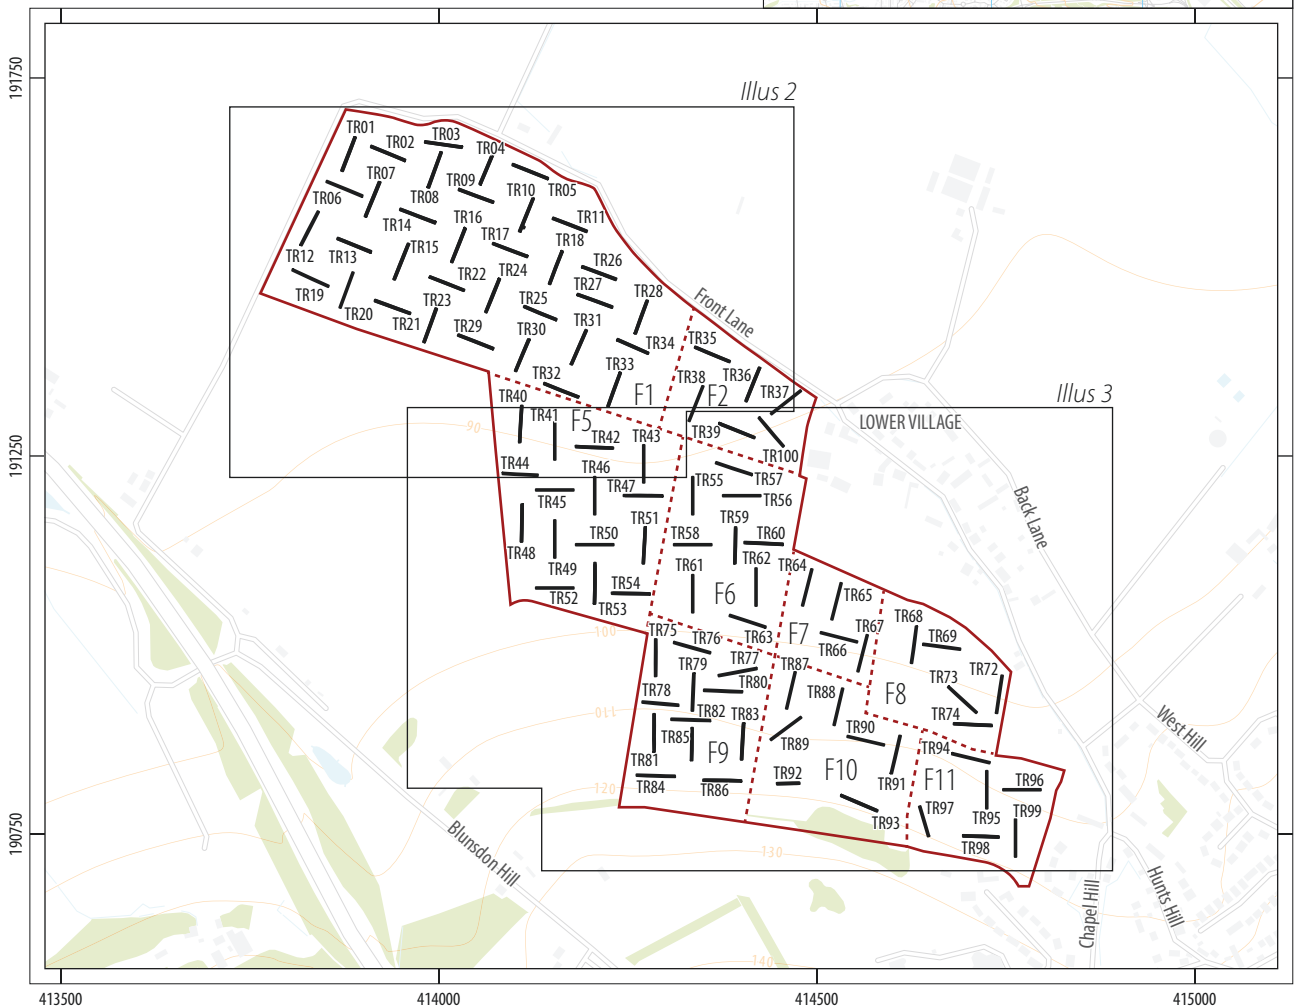 191750
Illus 2
TR01
TR02
TR03
TR04
TR05
TR06
TR07
TR08
TR09
TR10
TR11
TR12
TR13
TR14
TR15
TR16
TR17
TR18
TR19
TR20
TR21
TR22
TR23
TR24
TR25
TR26
TR27
TR28
TR29
TR30
TR31
TR32
TR33
TR34
F1
Front Lane
TR35
TR36
TR37
TR38
F2
TR39
TR100
Illus 3
LOWER VILLAGE
191250
90
TR40
TR41
F5
TR42
TR43
TR44
TR45
TR46
TR47
TR48
TR49
TR50
TR51
TR52
TR53
TR54
TR55
TR56
TR57
TR58
TR59
TR60
TR61
TR62
F6
TR63
TR64
TR65
F7
TR66
TR67
TR68
TR69
F8
TR72
TR73
TR74
Back Lane
100
TR75
TR76
TR77
TR78
TR79
TR80
110
TR81
TR82
TR83
TR84
TR85
F9
TR86
120
TR87
TR88
TR89
TR90
F10
TR91
TR92
TR93
TR94
F11
TR95
TR96
TR97
TR98
TR99
West Hill
190750
Blunsdon Hill
130
140
Chapel Hill
Hunts Hill
413500
414000
414500
415000